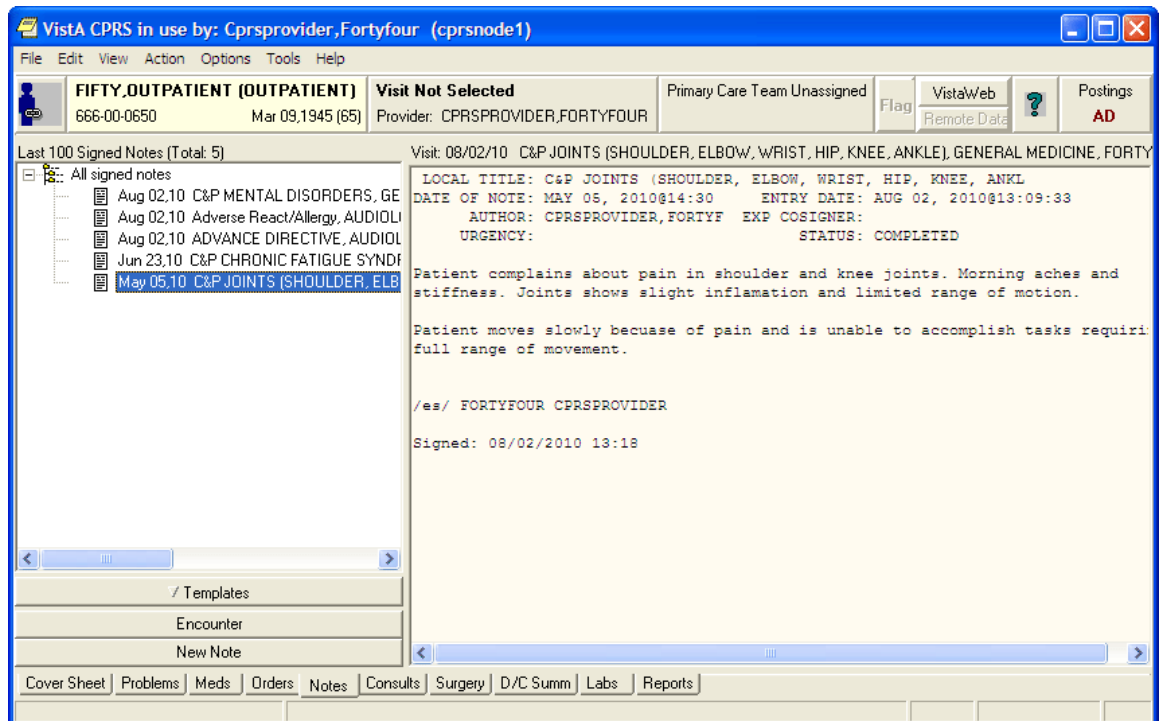 VistA CPRS in use by: Cprsprovider,Fortyfour (cprsnode1)
File Edit View Action Options Tools Help
FIFTY,OUTPATIENT (OUTPATIENT)
666-00-0650 Mar 09,1945 (65)
Visit Not Selected
Provider: CPRSPROVIDER,FORTYFOUR
Primary Care Team Unassigned
Flag
VistaWeb
Remote Data
?
Postings
AD
Last 100 Signed Notes (Total: 5)
All signed notes
Aug 02,10 C&P MENTAL DISORDERS, GE
Aug 02,10 Adverse React/Allergy, AUDIOL
Aug 02,10 ADVANCE DIRECTIVE, AUDIOL
Jun 23,10 C&P CHRONIC FATIGUE SYNDR
May 05,10 C&P JOINTS (SHOULDER, ELB
Templates
Encounter
New Note
Visit: 08/02/10 C&P JOINTS (SHOULDER, ELBOW, WRIST, HIP, KNEE, ANKLE), GENERAL MEDICINE, FORTY
LOCAL TITLE: C&P JOINTS (SHOULDER, ELBOW, WRIST, HIP, KNEE, ANKL
DATE OF NOTE: MAY 05, 2010@14:30 ENTRY DATE: AUG 02, 2010@13:09:33
AUTHOR: CPRSPROVIDER,FORTYF EXP COSIGNER:
URGENCY: STATUS: COMPLETED
Patient complains about pain in shoulder and knee joints. Morning aches and
stiffness. Joints shows slight inflamation and limited range of motion.
Patient moves slowly becuase of pain and is unable to accomplish tasks requiri
full range of movement.
/es/ FORTYFOUR CPRSPROVIDER
Signed: 08/02/2010 13:18
Cover Sheet Problems Meds Orders Notes Consults Surgery D/C Summ Labs Reports